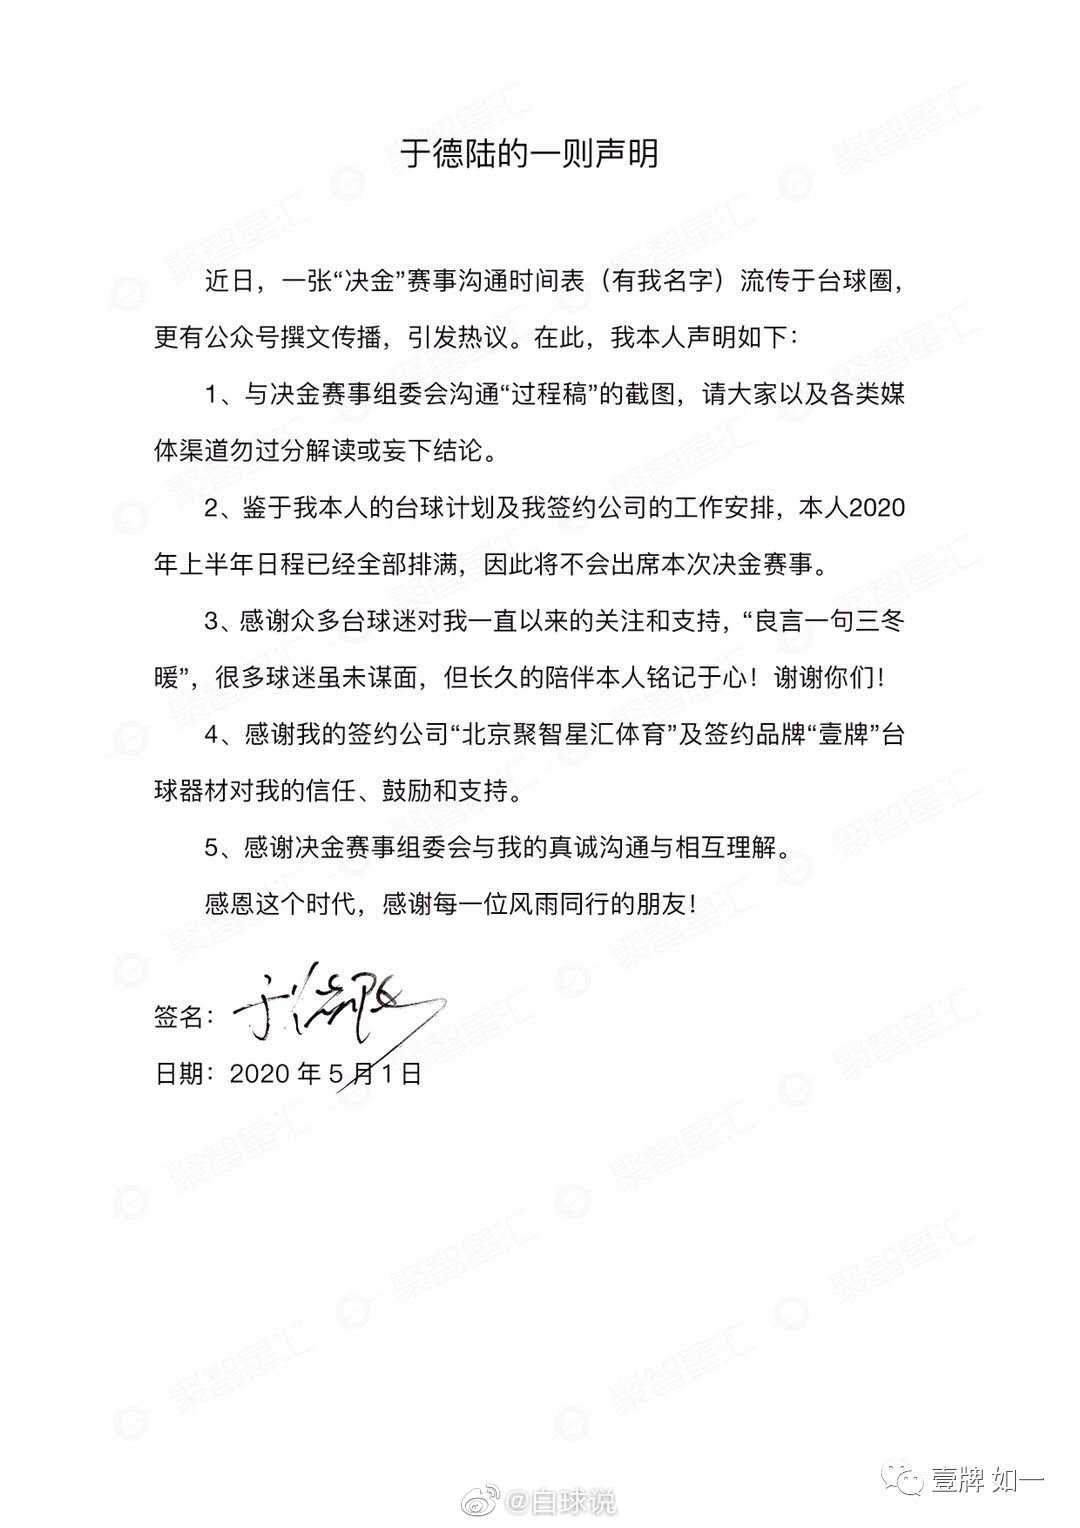 于德陆的一则声明
近日，一张“决金”赛事沟通时间表（有我名字）流传于台球圈，
更有公众号撰文传播，引发热议。在此，我本人声明如下：
1、与决金赛事组委会沟通“过程稿”的截图，请大家以及各类媒
体渠道勿过分解读或妄下结论。
2、鉴于我本人的台球计划及我签约公司的工作安排，本人2020
年上半年日程已经全部排满，因此将不会出席本次决金赛事。
3、感谢众多台球迷对我一直以来的关注和支持，“良言一句三冬
暖”，很多球迷虽未谋面，但长久的陪伴本人铭记于心！谢谢你们！
4、感谢我的签约公司“北京聚智星汇体育”及签约品牌“壹牌”台
球器材对我的信任、鼓励和支持。
5、感谢决金赛事组委会与我的真诚沟通与相互理解。
感恩这个时代，感谢每一位风雨同行的朋友！
签名：于德陆
日期：2020 年 5 月 1 日
壹牌 如一
@白球说
聚智星汇